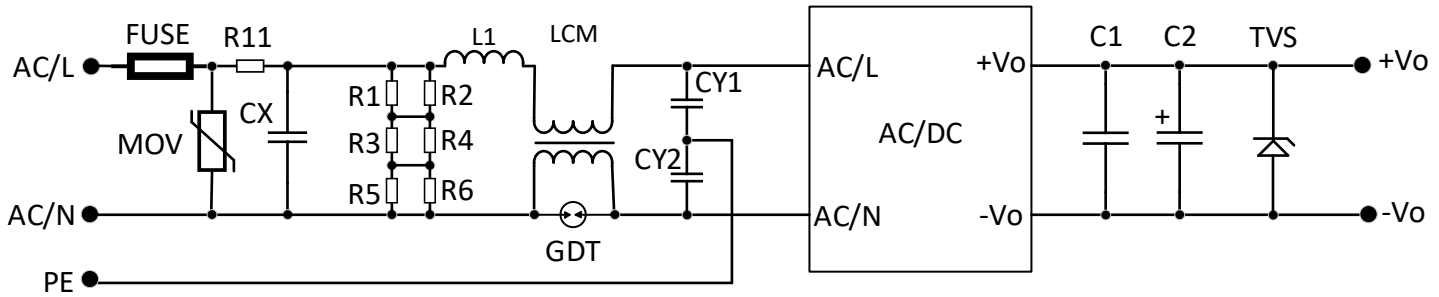 FUSE R11 L1 LCM C1 C2 TVS
AC/L AC/L +Vo +Vo
R1 R2 CY1
CX
MOV R3 R4 AC/DC +
CY2
R5 R6
AC/N AC/N -Vo -Vo
GDT
PE